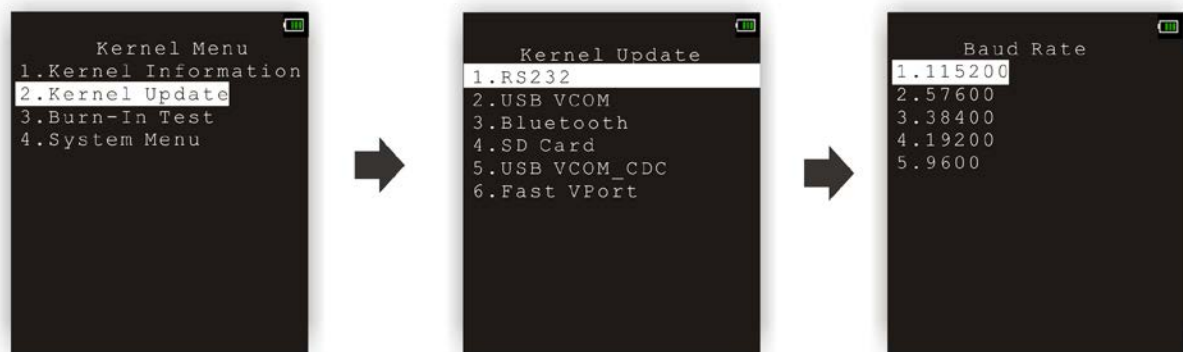 Kernel Menu
1.Kernel Information
2.Kernel Update
3.Burn-In Test
4.System Menu
Kernel Update
1.RS232
2.USB VCOM
3.Bluetooth
4.SD Card
5.USB VCOM_CDC
6.Fast VPort
Baud Rate
1.115200
2.57600
3.38400
4.19200
5.9600